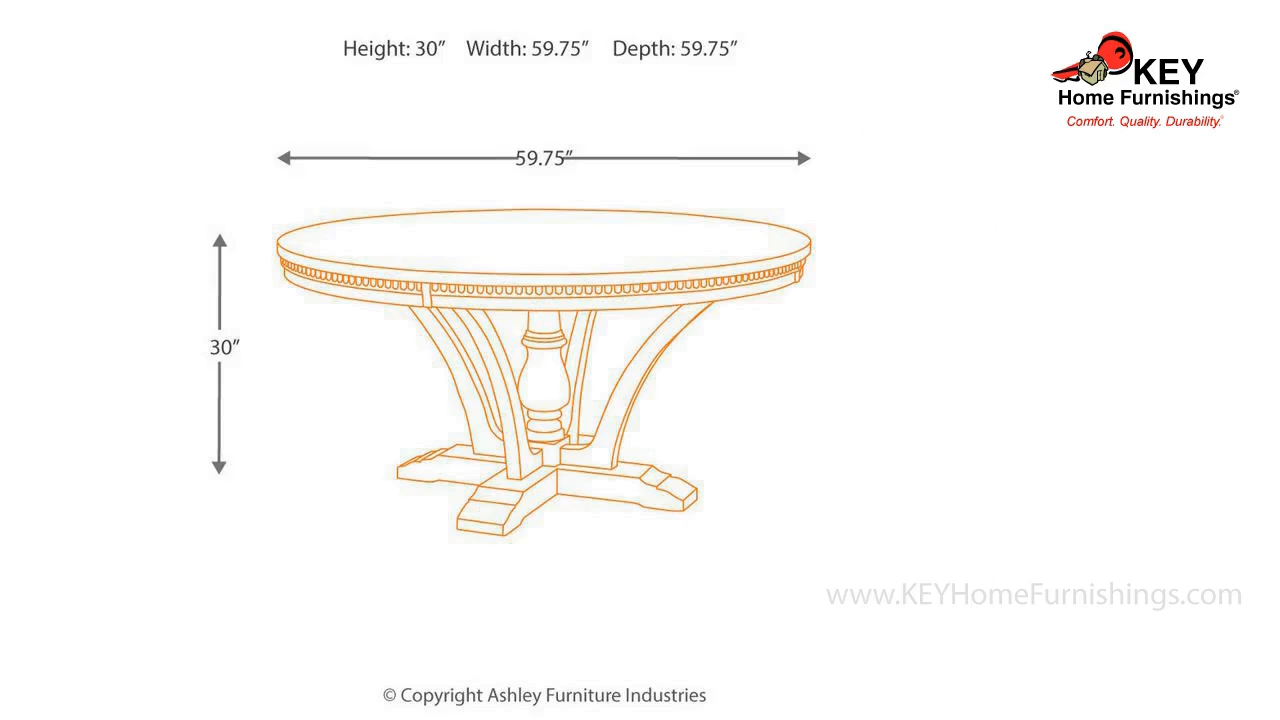 Height: 30” Width: 59.75” Depth: 59.75”
KEY
Home Furnishings®
Comfort. Quality. Durability.®
59.75”
30”
www.KEYHomeFurnishings.com
© Copyright Ashley Furniture Industries